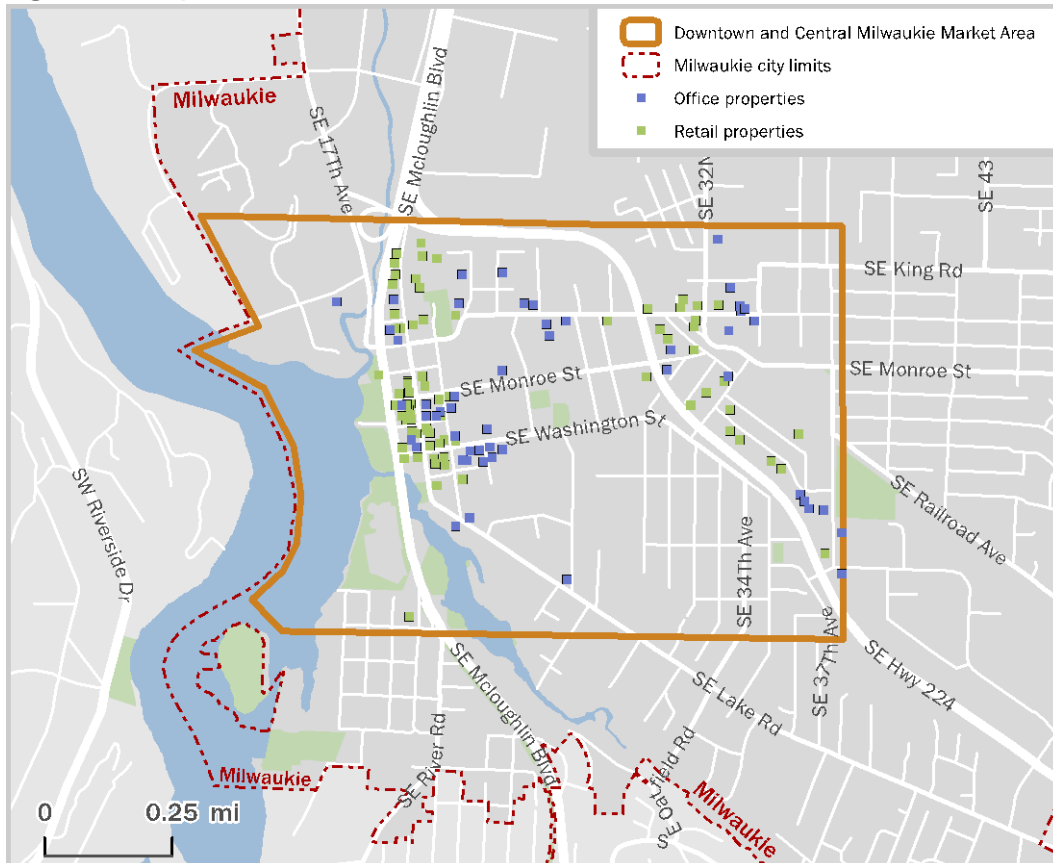 Downtown and Central Milwaukie Market Area
Milwaukie city limits
Office properties
Retail properties
Milwaukie
SE 17Th Ave
SE Mcloughlin Blvd
SE 43
SE King Rd
SE Monroe St
SE Monroe St
SE Washington St
SW Riverside Dr
SE Railroad Ave
SE 34Th Ave
SE 37Th Ave
SE Hwy 224
SE Mcloughlin Blvd
SE Lake Rd
SE River Rd
SE Oatfield Rd
Milwaukie
Milwaukie
0 0.25 mi